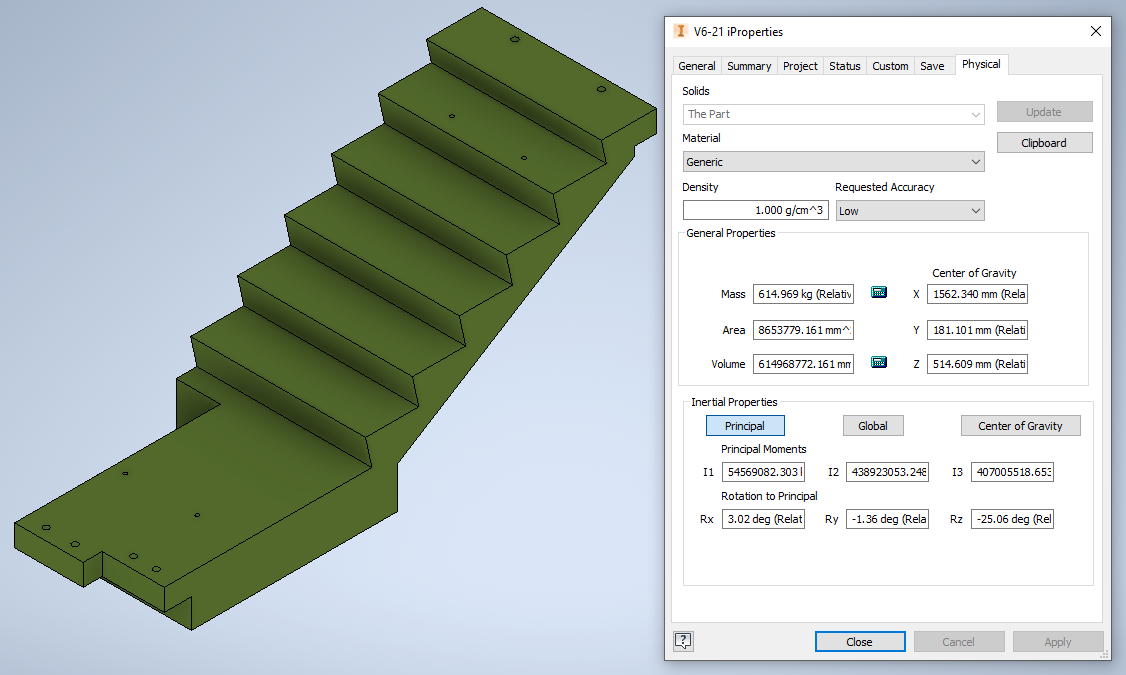 V6-21 iProperties
General Summary Project Status Custom Save Physical
Solids
The Part
Update
Material
Clipboard
Generic
Density Requested Accuracy
1.000 g/cm^3 Low
General Properties
Center of Gravity
Mass 614.969 kg (Relativ X 1562.340 mm (Rela
Area 8653779.161 mm^ Y 181.101 mm (Relati
Volume 614968772.161 mm Z 514.609 mm (Relati
Inertial Properties
Principal Global Center of Gravity
Principal Moments
I1 54569082.303 I2 438923053.248 I3 407005518.653
Rotation to Principal
Rx 3.02 deg (Relat Ry -1.36 deg (Rela Rz -25.06 deg (Rel
?
Close Cancel Apply